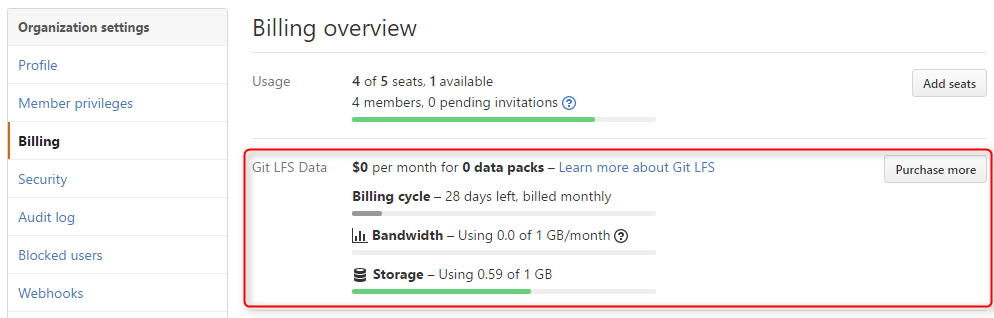 Organization settings
Profile
Member privileges
Billing
Security
Audit log
Blocked users
Webhooks
Billing overview
Usage
4 of 5 seats, 1 available
4 members, 0 pending invitations ?
Add seats
Git LFS Data
$0 per month for 0 data packs – Learn more about Git LFS
Purchase more
Billing cycle – 28 days left, billed monthly
Bandwidth – Using 0.0 of 1 GB/month ?
Storage – Using 0.59 of 1 GB